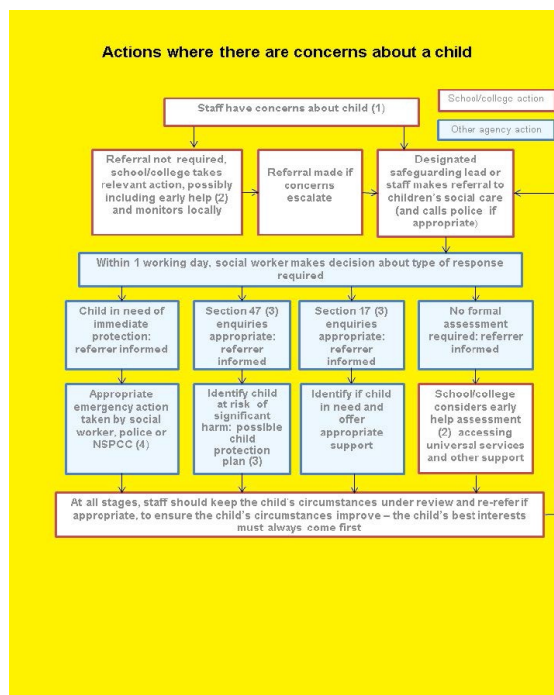 Actions where there are concerns about a child
School/college action
Staff have concerns about child (1)
Other agency action
Referral not required,
school/college takes
relevant action, possibly
including early help (2)
and monitors locally
Referral made if
concerns
escalate
Designated
safeguarding lead or
staff makes referral to
children's social care
(and calls police if
appropriate)
Within 1 working day, social worker makes decision about type of response
required
Child in need of
immediate
protection:
referrer informed
Section 47 (3)
enquiries
appropriate:
referrer
informed
Section 17 (3)
enquiries
appropriate:
referrer
informed
No formal
assessment
required: referrer
informed
Appropriate
emergency action
taken by social
worker, police or
NSPCC (4)
Identify child
at risk of
significant
harm: possible
child
protection
plan (3)
Identify if child
in need and
offer
appropriate
support
School/college
considers early
help assessment
(2) accessing
universal services
and other support
At all stages, staff should keep the child's circumstances under review and re-refer if
appropriate, to ensure the child's circumstances improve – the child's best interests
must always come first